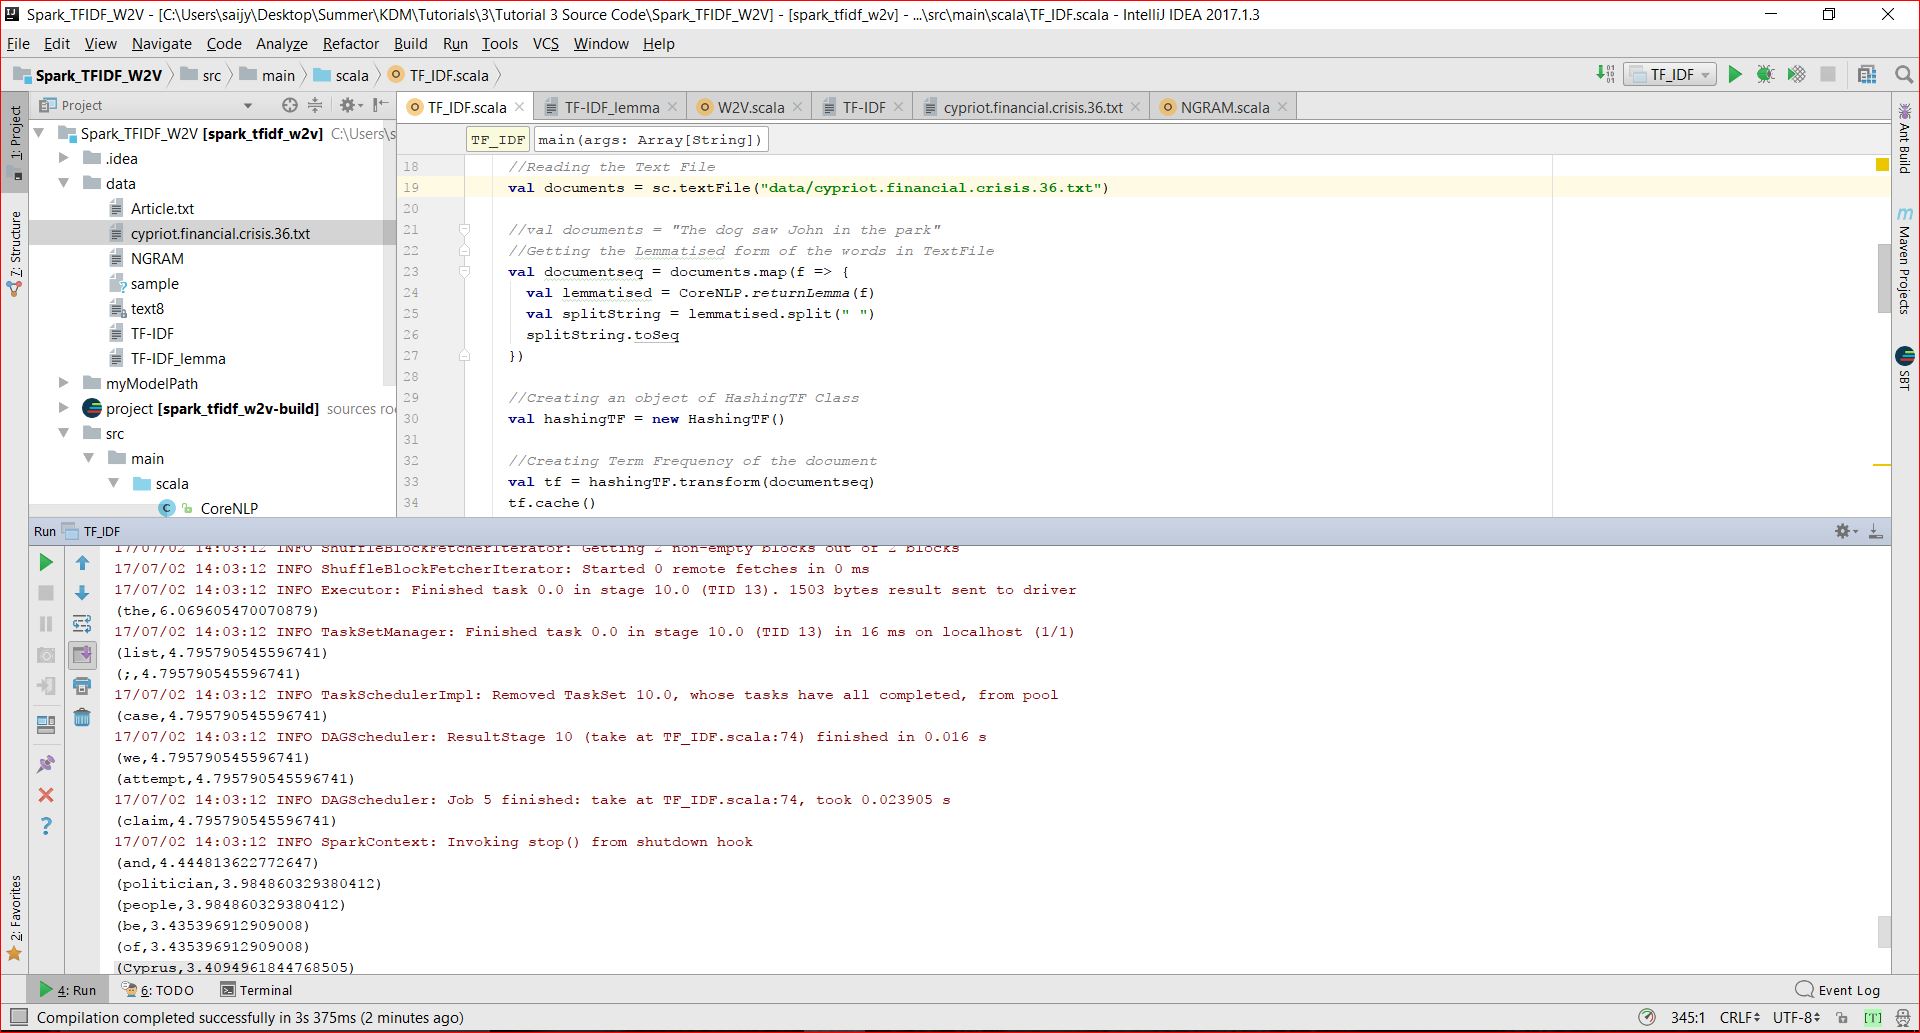 Spark_TFIDF_W2V - [C:\Users\saijy\Desktop\Summer\KDM\Tutorials\3\Tutorial 3 Source Code\Spark_TFIDF_W2V] - [spark_tfidf_w2v] - ...\src\main\scala\TF_IDF.scala - IntelliJ IDEA 2017.1.3
File Edit View Navigate Code Analyze Refactor Build Run Tools VCS Window Help
Spark_TFIDF_W2V src main scala TF_IDF.scala
TF_IDF
Project
TF_IDF.scala TF-IDF_lemma W2V.scala TF-IDF cypriot.financial.crisis.36.txt NGRAM.scala
1: Project
7: Structure
2: Favorites
Spark_TFIDF_W2V [spark_tfidf_w2v] C:\Users\s
.idea
data
Article.txt
cypriot.financial.crisis.36.txt
NGRAM
sample
text8
TF-IDF
TF-IDF_lemma
myModelPath
project [spark_tfidf_w2v-build] sources roo
src
main
scala
CoreNLP
TF_IDF main(args: Array[String])
18 //Reading the Text File
19 val documents = sc.textFile("data/cypriot.financial.crisis.36.txt")
20
21 //val documents = "The dog saw John in the park"
22 //Getting the Lemmatised form of the words in TextFile
23 val documentseq = documents.map(f => {
24 val lemmatised = CoreNLP.returnLemma(f)
25 val splitString = lemmatised.split(" ")
26 splitString.toSeq
27 })
28
29 //Creating an object of HashingTF Class
30 val hashingTF = new HashingTF()
31
32 //Creating Term Frequency of the document
33 val tf = hashingTF.transform(documentseq)
34 tf.cache()
Ant Build
Maven Projects
SBT
Run TF_IDF
17/07/02 14:03:12 INFO ShuffleBlockFetcherIterator: Getting 2 non-empty blocks out of 2 blocks
17/07/02 14:03:12 INFO ShuffleBlockFetcherIterator: Started 0 remote fetches in 0 ms
17/07/02 14:03:12 INFO Executor: Finished task 0.0 in stage 10.0 (TID 13). 1503 bytes result sent to driver
(the,6.069605470070879)
17/07/02 14:03:12 INFO TaskSetManager: Finished task 0.0 in stage 10.0 (TID 13) in 16 ms on localhost (1/1)
(list,4.795790545596741)
(;,4.795790545596741)
17/07/02 14:03:12 INFO TaskSchedulerImpl: Removed TaskSet 10.0, whose tasks have all completed, from pool
(case,4.795790545596741)
17/07/02 14:03:12 INFO DAGScheduler: ResultStage 10 (take at TF_IDF.scala:74) finished in 0.016 s
(we,4.795790545596741)
(attempt,4.795790545596741)
17/07/02 14:03:12 INFO DAGScheduler: Job 5 finished: take at TF_IDF.scala:74, took 0.023905 s
(claim,4.795790545596741)
17/07/02 14:03:12 INFO SparkContext: Invoking stop() from shutdown hook
(and,4.444813622772647)
(politician,3.984860329380412)
(people,3.984860329380412)
(be,3.435396912909008)
(of,3.435396912909008)
(Cyprus,3.4094961844768505)
4: Run 6: TODO Terminal Event Log
Compilation completed successfully in 3s 375ms (2 minutes ago) 345:1 CRLF UTF-8 [T]